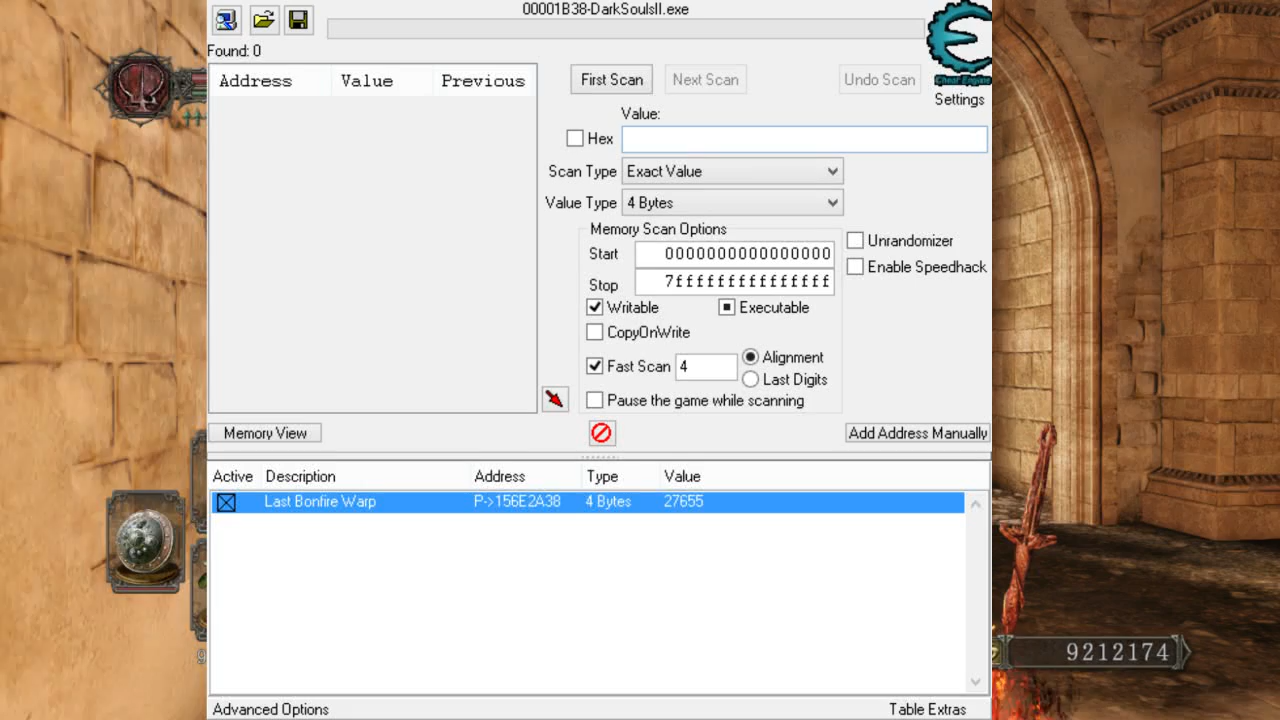 00001B38-DarkSoulsII.exe
Found: 0
Address Value Previous
First Scan Next Scan Undo Scan
Cheat Engine
Settings
Value:
Hex
Scan Type Exact Value
Value Type 4 Bytes
Memory Scan Options
Start 0000000000000000
Stop 7fffffffffffffff
Unrandomizer
Enable Speedhack
Writable Executable
CopyOnWrite
Fast Scan 4 Alignment
Last Digits
Pause the game while scanning
Memory View Add Address Manually
Active Description Address Type Value
Last Bonfire Warp P->156E2A38 4 Bytes 27655
9212174
9
Advanced Options Table Extras